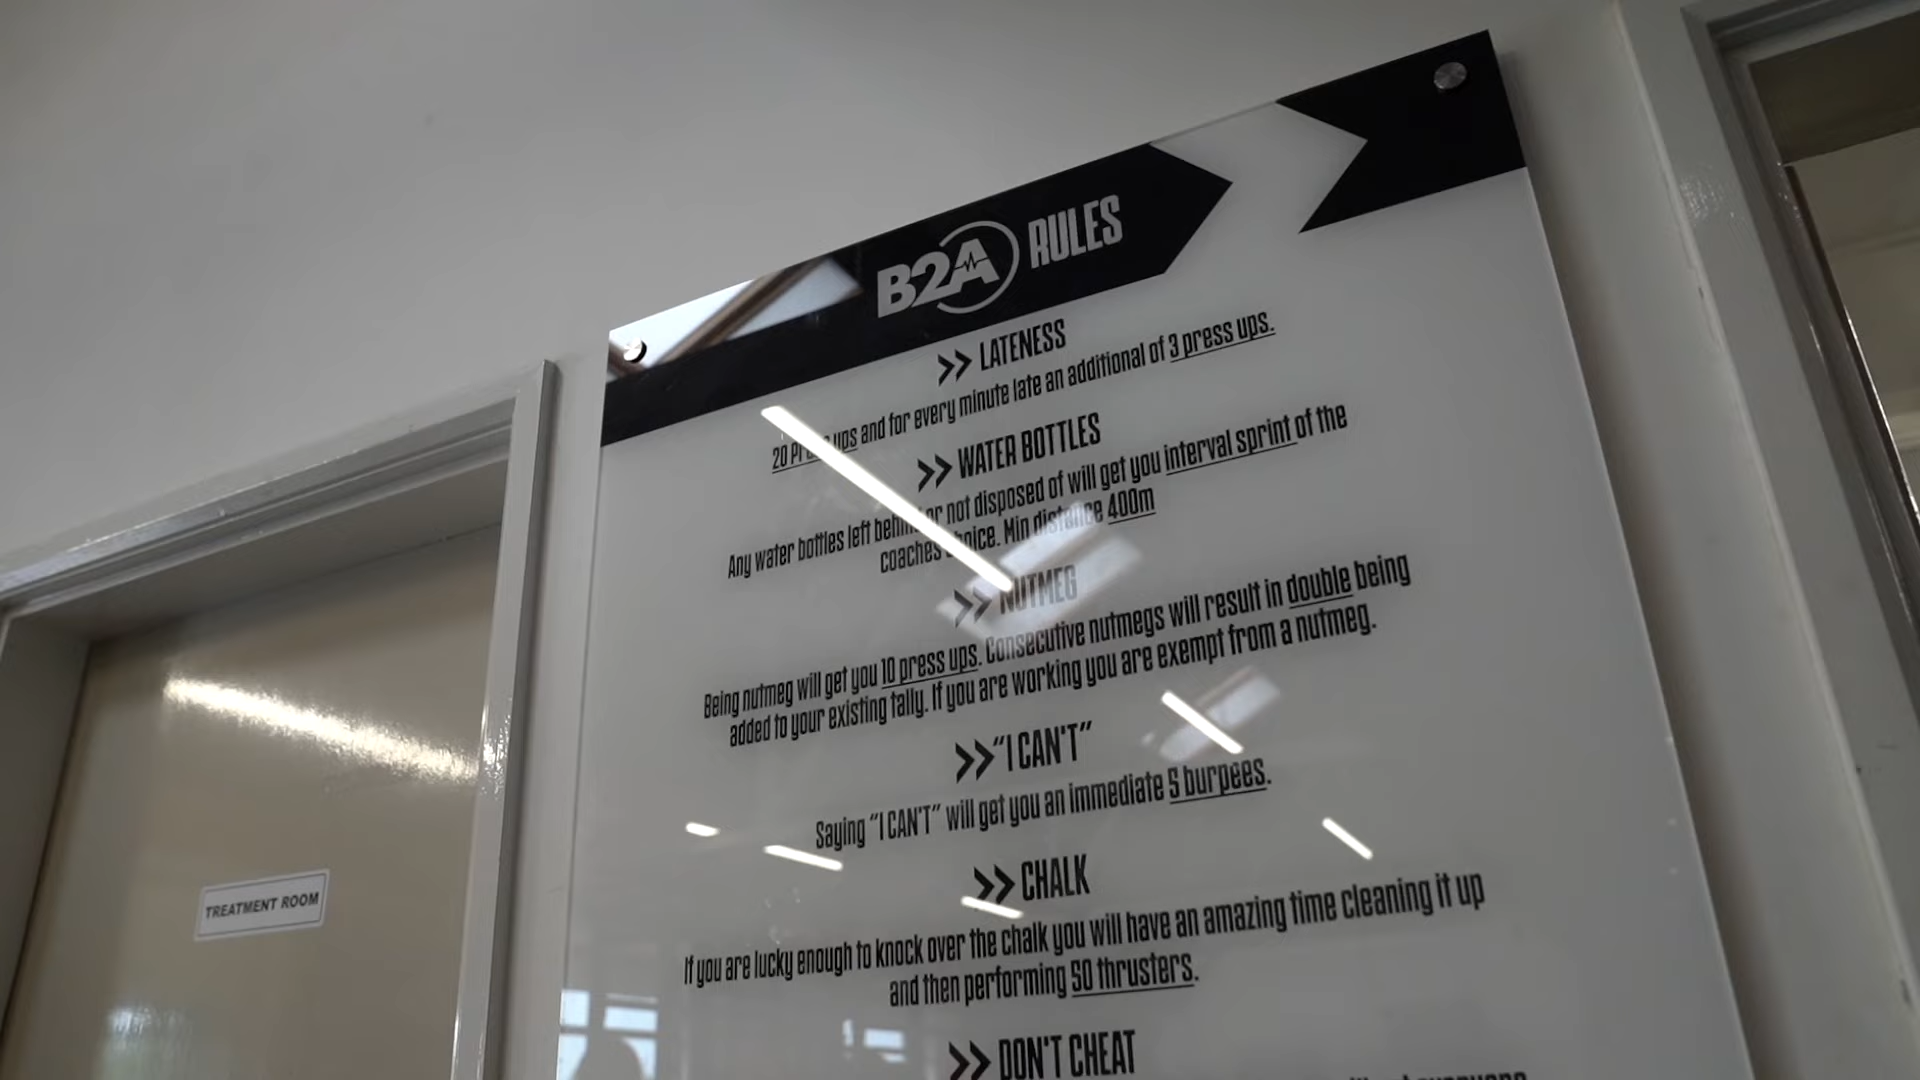 B2A RULES
>> LATENESS
20 Press ups and for every minute late an additional of 3 press ups.
>> WATER BOTTLES
Any water bottles left behind or not disposed of will get you interval sprint of the
coaches choice. Min distance 400m
>> NUTMEG
Being nutmeg will get you 10 press ups. Consecutive nutmegs will result in double being
added to your existing tally. If you are working you are exempt from a nutmeg.
>> "I CAN'T"
Saying "I CAN'T" will get you an immediate 5 burpees.
>> CHALK
If you are lucky enough to knock over the chalk you will have an amazing time cleaning it up
and then performing 50 thrusters.
>> DON'T CHEAT
TREATMENT ROOM